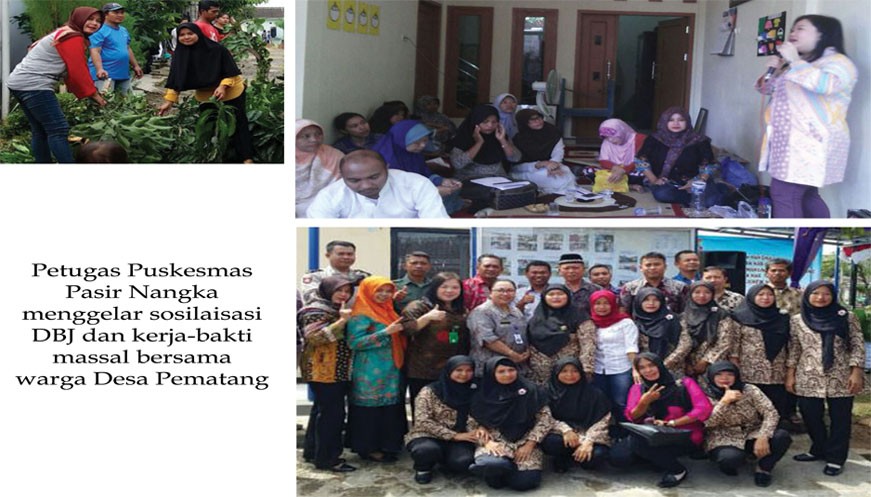 Petugas Puskesmas
Pasir Nangka
menggelar sosilaisasi
DBJ dan kerja-bakti
massal bersama
warga Desa Pematang